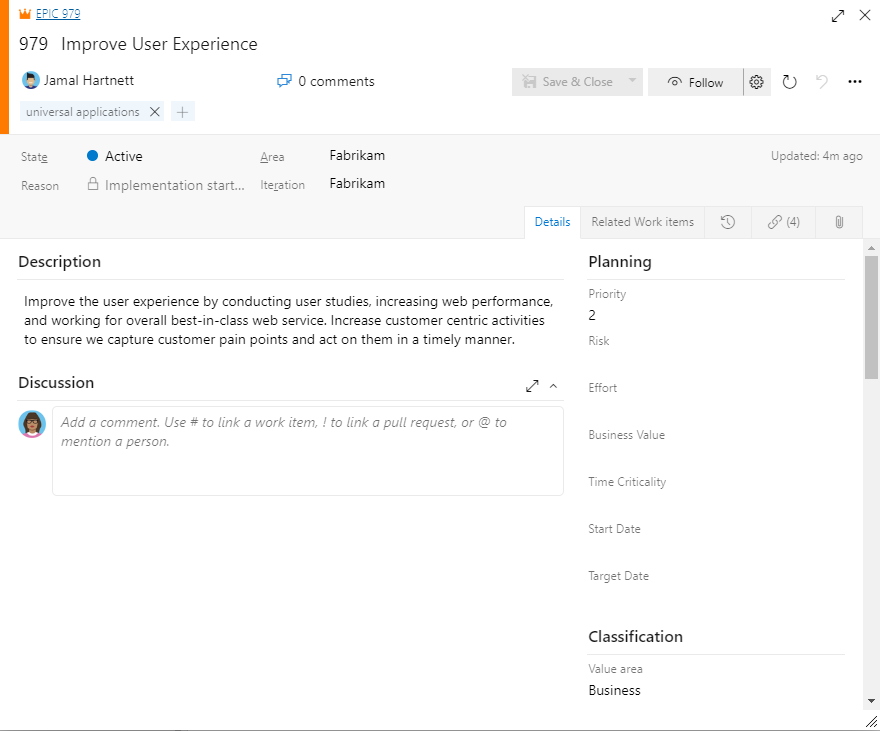 EPIC 979
979 Improve User Experience
Jamal Hartnett
0 comments
Save & Close
Follow
universal applications
State
Active
Area
Fabrikam
Updated: 4m ago
Reason
Implementation start...
Iteration
Fabrikam
Details
Related Work items
(4)
Description
Improve the user experience by conducting user studies, increasing web performance,
and working for overall best-in-class web service. Increase customer centric activities
to ensure we capture customer pain points and act on them in a timely manner.
Discussion
Add a comment. Use # to link a work item, ! to link a pull request, or @ to
mention a person.
Planning
Priority
2
Risk
Effort
Business Value
Time Criticality
Start Date
Target Date
Classification
Value area
Business